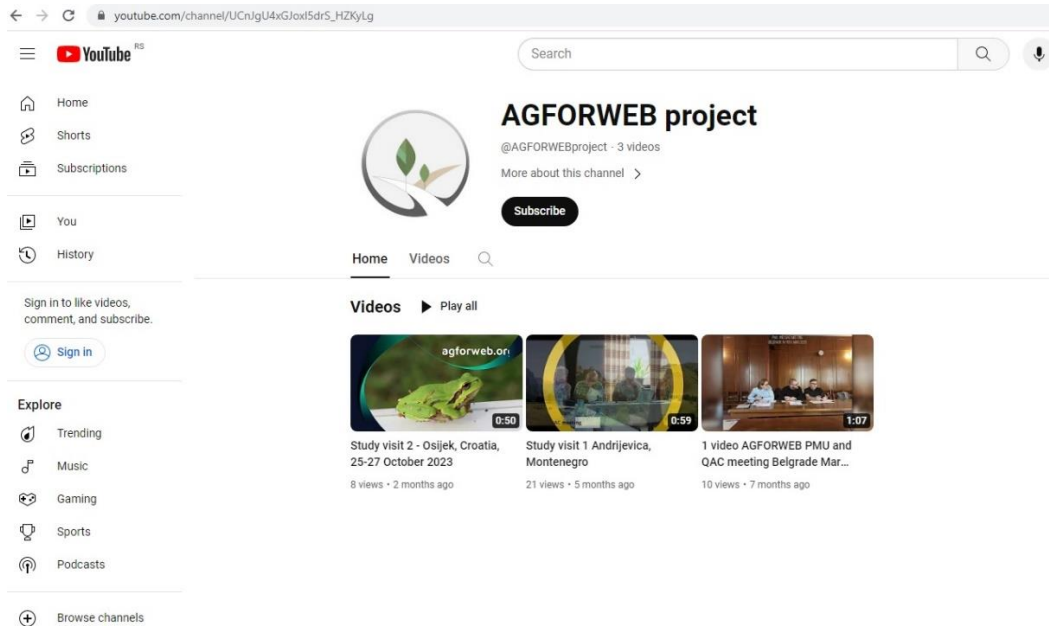 youtube.com/channel/UCnJgU4xGJoxl5drS_HZKyLg
YouTube RS
Search
Home
Shorts
Subscriptions
You
History
Sign in to like videos,
comment, and subscribe.
Sign in
Explore
Trending
Music
Gaming
Sports
Podcasts
Browse channels
AGFORWEB project
@AGFORWEBproject · 3 videos
More about this channel >
Subscribe
Home Videos
Videos Play all
agforweb.or
0:50
Study visit 2 - Osijek, Croatia,
25-27 October 2023
8 views • 2 months ago
0:59
Study visit 1 Andrijevica,
Montenegro
21 views • 5 months ago
1:07
1 video AGFORWEB PMU and
QAC meeting Belgrade Mar...
10 views • 7 months ago